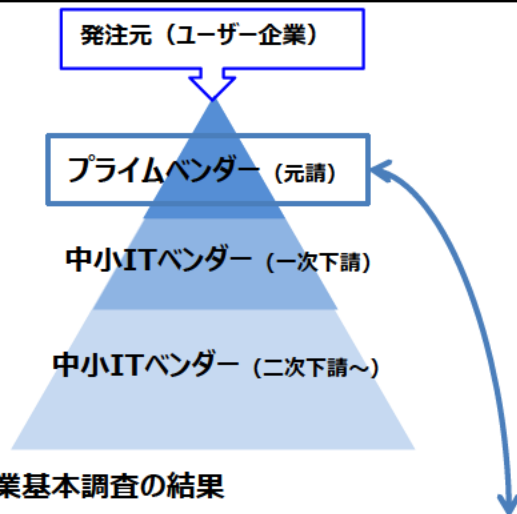 発注元（ユーザー企業）
プライムベンダー（元請）
中小ITベンダー（一次下請）
中小ITベンダー（二次下請～）
業基本調査の結果